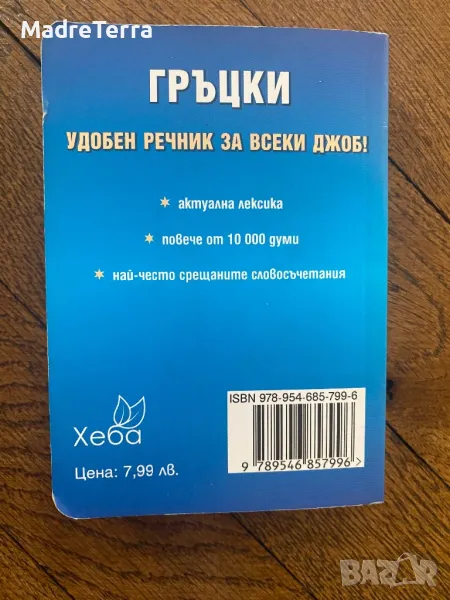 MadreTerra
ГРЪЦКИ
УДОБЕН РЕЧНИК ЗА ВСЕКИ ДЖОБ!
актуална лексика
повече от 10 000 думи
най-често срещаните словосъчетания
ISBN 978-954-685-799-6
9 789546 857996 >
Хеба
Цена: 7,99 лв.
BAZAR